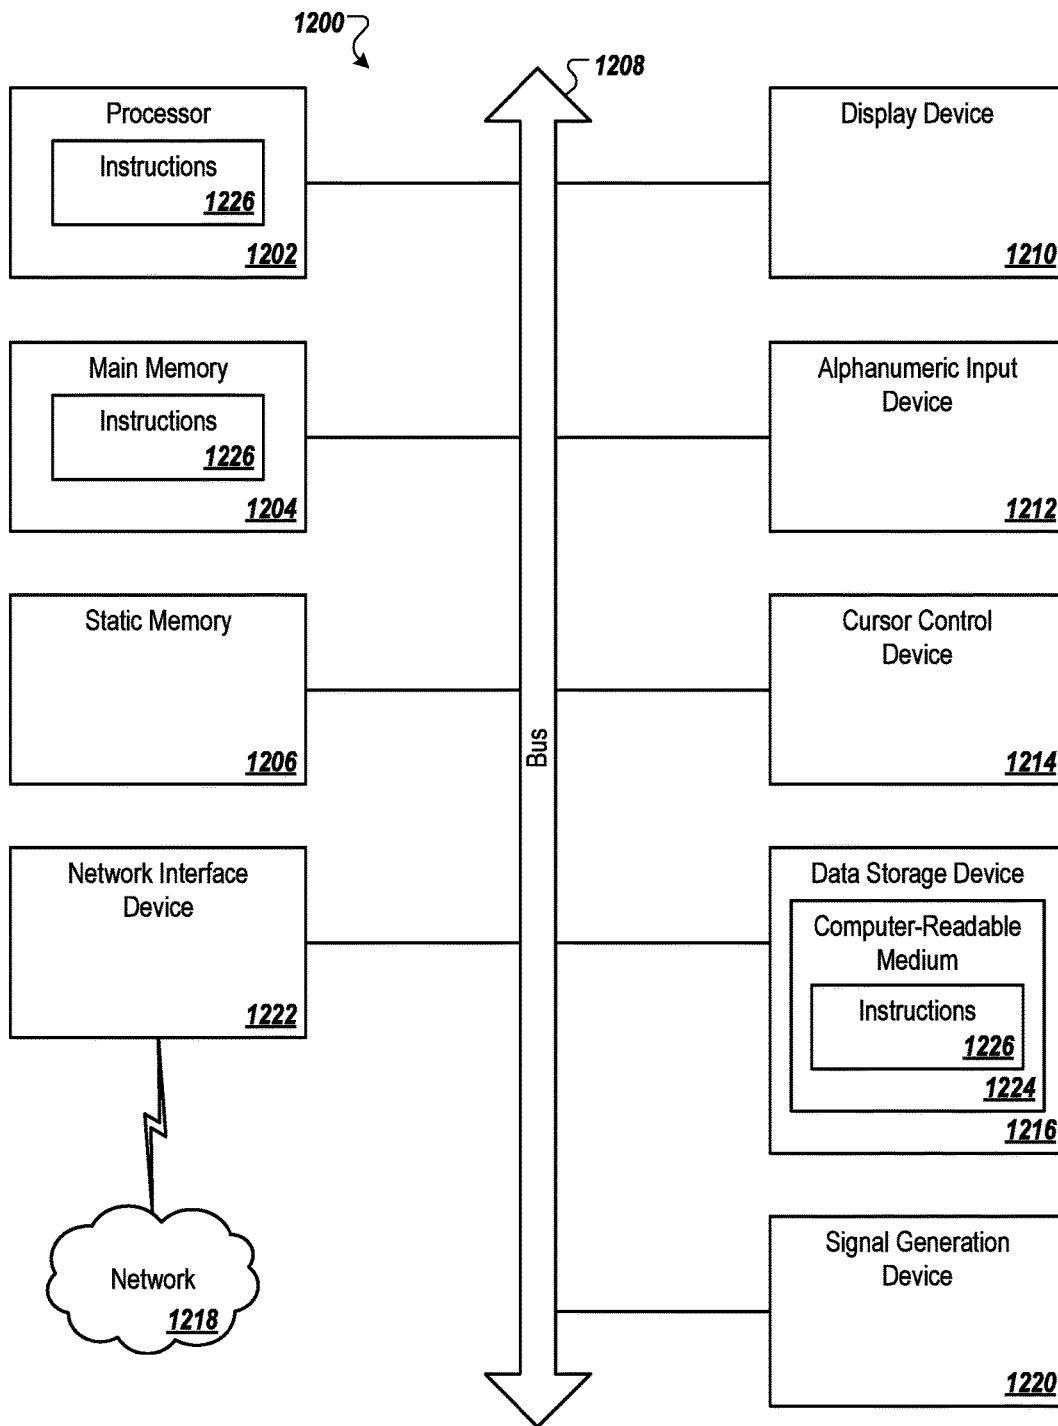 1200
1208
Processor
Instructions
1226
1202
Display Device
1210
Main Memory
Instructions
1226
1204
Alphanumeric Input
Device
1212
Static Memory
1206
Cursor Control
Device
1214
Bus
Network Interface
Device
1222
Data Storage Device
Computer-Readable
Medium
Instructions
1226
1224
1216
Network
1218
Signal Generation
Device
1220